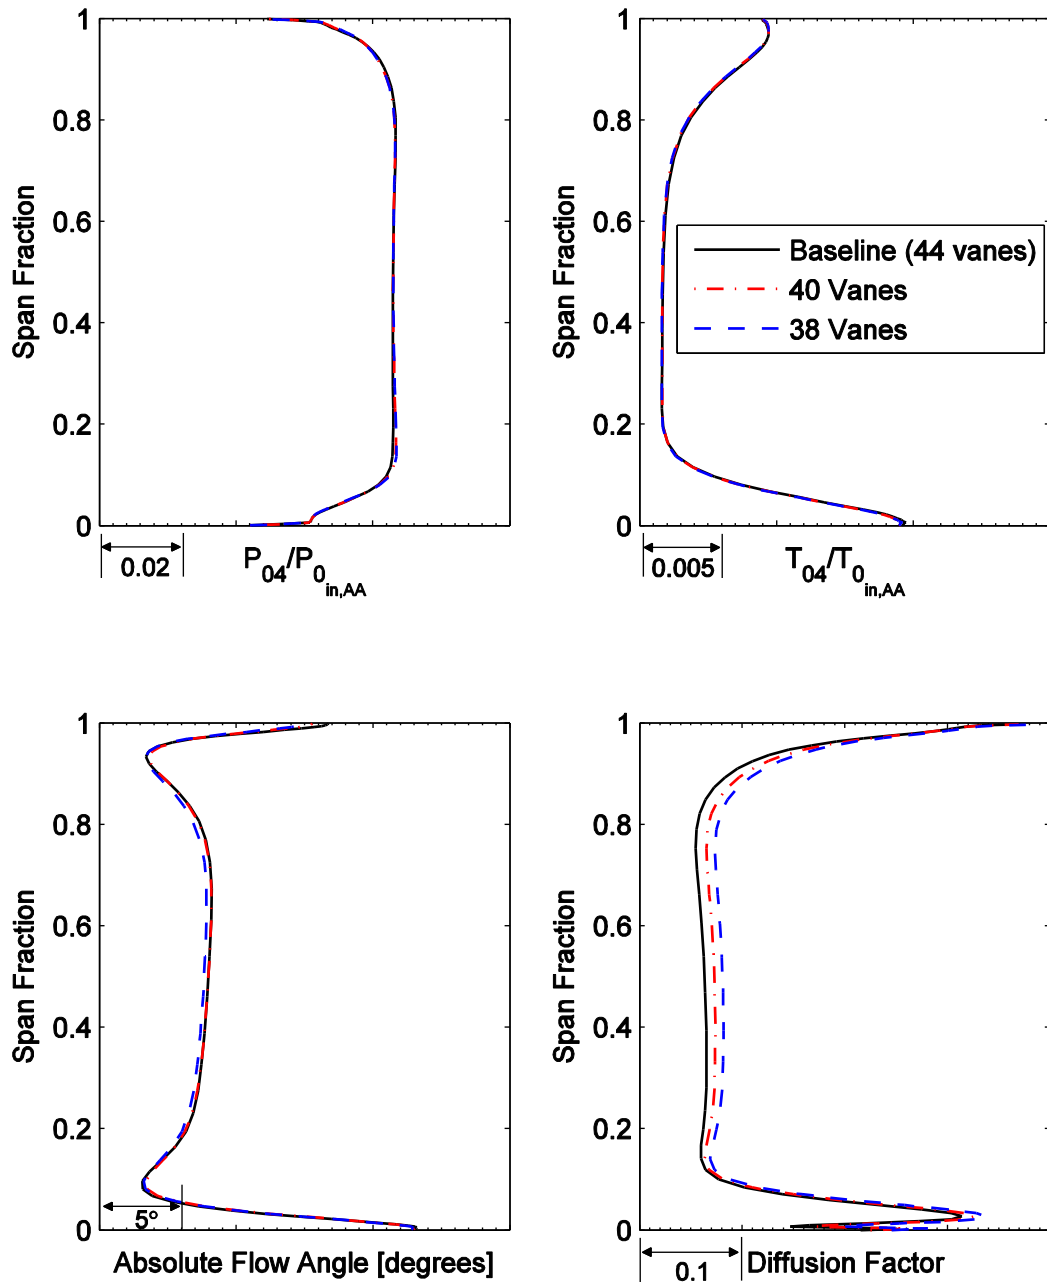 1
0.8
0.6
0.4
0.2
0
Span Fraction
0.02
P04/P0in,AA
1
0.8
0.6
0.4
0.2
0
Span Fraction
Baseline (44 vanes)
40 Vanes
38 Vanes
0.005
T04/T0in,AA
1
0.8
0.6
0.4
0.2
0
Span Fraction
5°
Absolute Flow Angle [degrees]
1
0.8
0.6
0.4
0.2
0
Span Fraction
0.1
Diffusion Factor